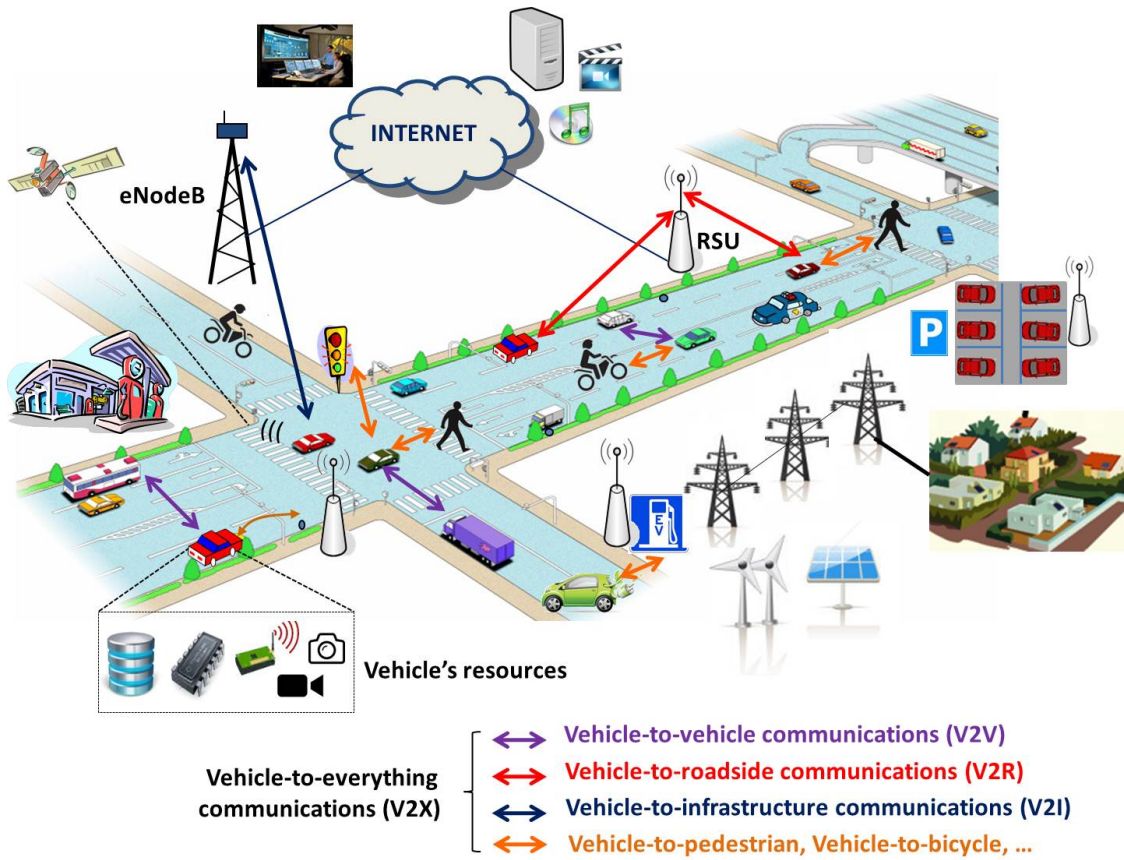 INTERNET
eNodeB
RSU
P
EV
Vehicle's resources
Vehicle-to-everything
communications (V2X)
Vehicle-to-vehicle communications (V2V)
Vehicle-to-roadside communications (V2R)
Vehicle-to-infrastructure communications (V2I)
Vehicle-to-pedestrian, Vehicle-to-bicycle, ...